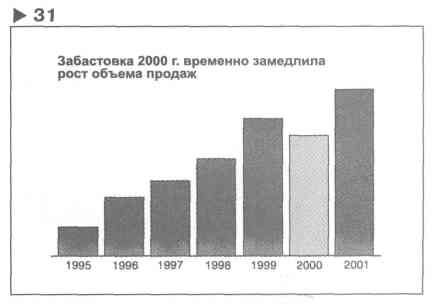 ▶ 31
Забастовка 2000 г. временно замедлила
рост объема продаж
1995 1996 1997 1998 1999 2000 2001